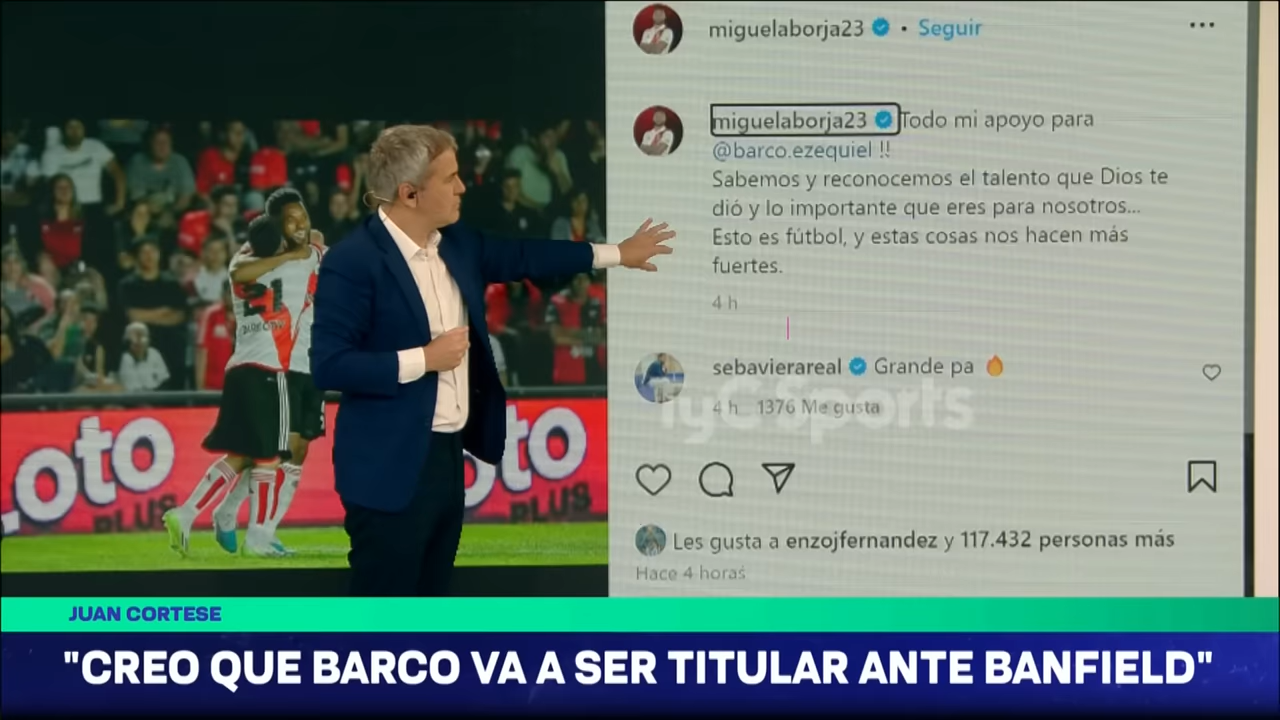 miguelaborja23 • Seguir
miguelaborja23 Todo mi apoyo para
@barco.ezequiel !!
Sabemos y reconocemos el talento que Dios te
dió y lo importante que eres para nosotros...
Esto es fútbol, y estas cosas nos hacen más
fuertes.
4 h
sebavierareal Grande pa 🔥
4 h 1376 Me gusta
TyC Sports
Les gusta a enzojfernandez y 117.432 personas más
Hace 4 horas
21
Loto
PLUS
oto
PLUS
JUAN CORTESE
"CREO QUE BARCO VA A SER TITULAR ANTE BANFIELD"